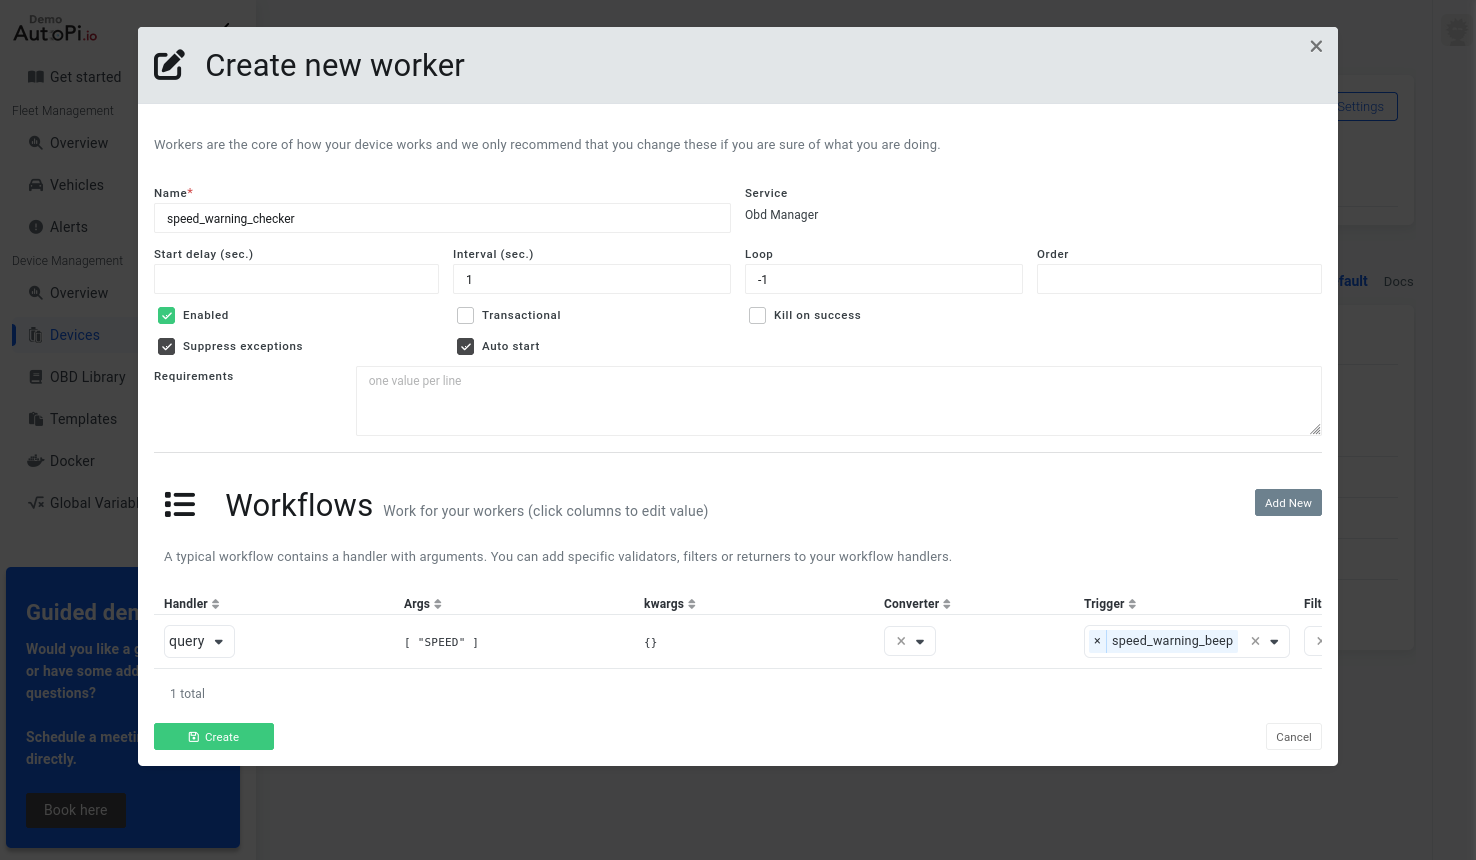 Demo
AutoPi.io
Get started
Fleet Management
Overview
Vehicles
Alerts
Device Management
Overview
Devices
OBD Library
Templates
Docker
Global Variabl
Guided den
Would you like a g
or have some add
questions?
Schedule a meeti
directly.
Book here
Settings
fault Docs
Create new worker
Workers are the core of how your device works and we only recommend that you change these if you are sure of what you are doing.
Name*
speed_warning_checker
Service
Obd Manager
Start delay (sec.) Interval (sec.) Loop Order
1 -1
Enabled Transactional Kill on success
Suppress exceptions Auto start
Requirements one value per line
Workflows Work for your workers (click columns to edit value)
Add New
A typical workflow contains a handler with arguments. You can add specific validators, filters or returners to your workflow handlers.
Handler Args kwargs Converter Trigger Filt
query [ "SPEED" ] {} × × speed_warning_beep × ×
1 total
Create Cancel